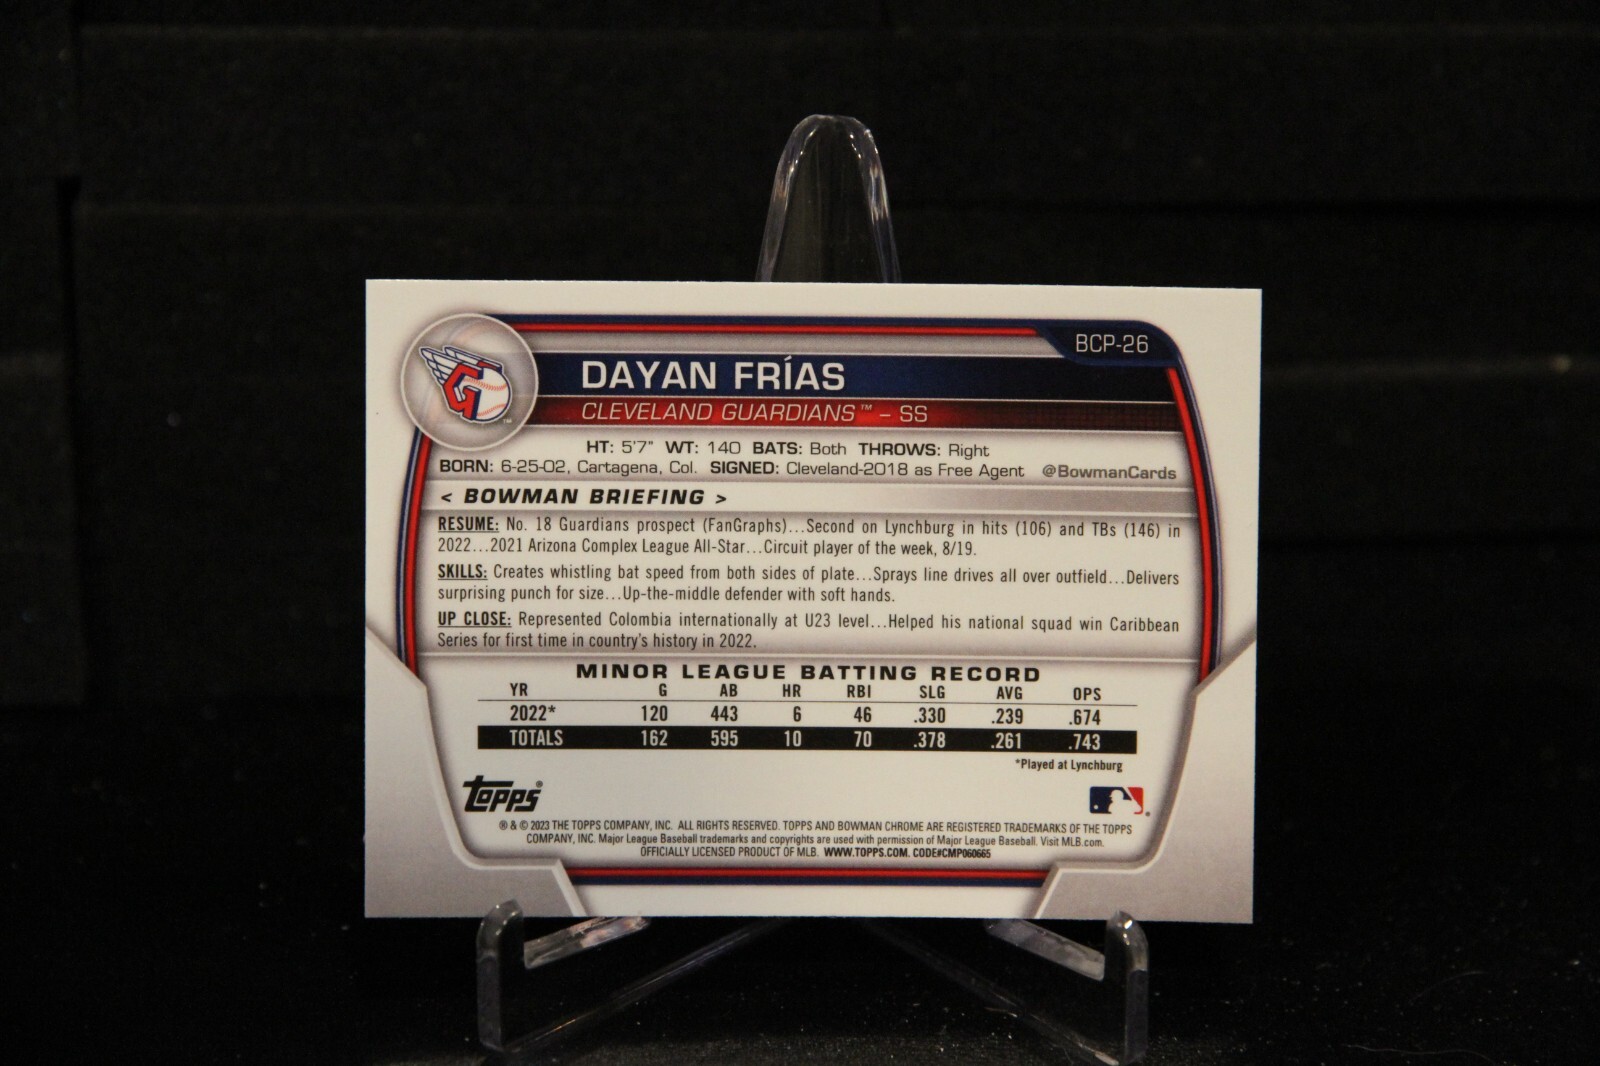 BCP-26
DAYAN FRÍAS
CLEVELAND GUARDIANS™ – SS
HT: 5'7" WT: 140 BATS: Both THROWS: Right
BORN: 6-25-02, Cartagena, Col. SIGNED: Cleveland-2018 as Free Agent @BowmanCards
< BOWMAN BRIEFING >
RESUME: No. 18 Guardians prospect (FanGraphs)...Second on Lynchburg in hits (106) and TBs (146) in
2022...2021 Arizona Complex League All-Star...Circuit player of the week, 8/19.
SKILLS: Creates whistling bat speed from both sides of plate...Sprays line drives all over outfield...Delivers
surprising punch for size...Up-the-middle defender with soft hands.
UP CLOSE: Represented Colombia internationally at U23 level...Helped his national squad win Caribbean
Series for first time in country's history in 2022.
MINOR LEAGUE BATTING RECORD
YR G AB HR RBI SLG AVG OPS
2022* 120 443 6 46 .330 .239 .674
TOTALS 162 595 10 70 .378 .261 .743
*Played at Lynchburg
Topps®
® & © 2023 THE TOPPS COMPANY, INC. ALL RIGHTS RESERVED. TOPPS AND BOWMAN CHROME ARE REGISTERED TRADEMARKS OF THE TOPPS
COMPANY, INC. Major League Baseball trademarks and copyrights are used with permission of Major League Baseball. Visit MLB.com.
OFFICIALLY LICENSED PRODUCT OF MLB. WWW.TOPPS.COM. CODE#CMP060665